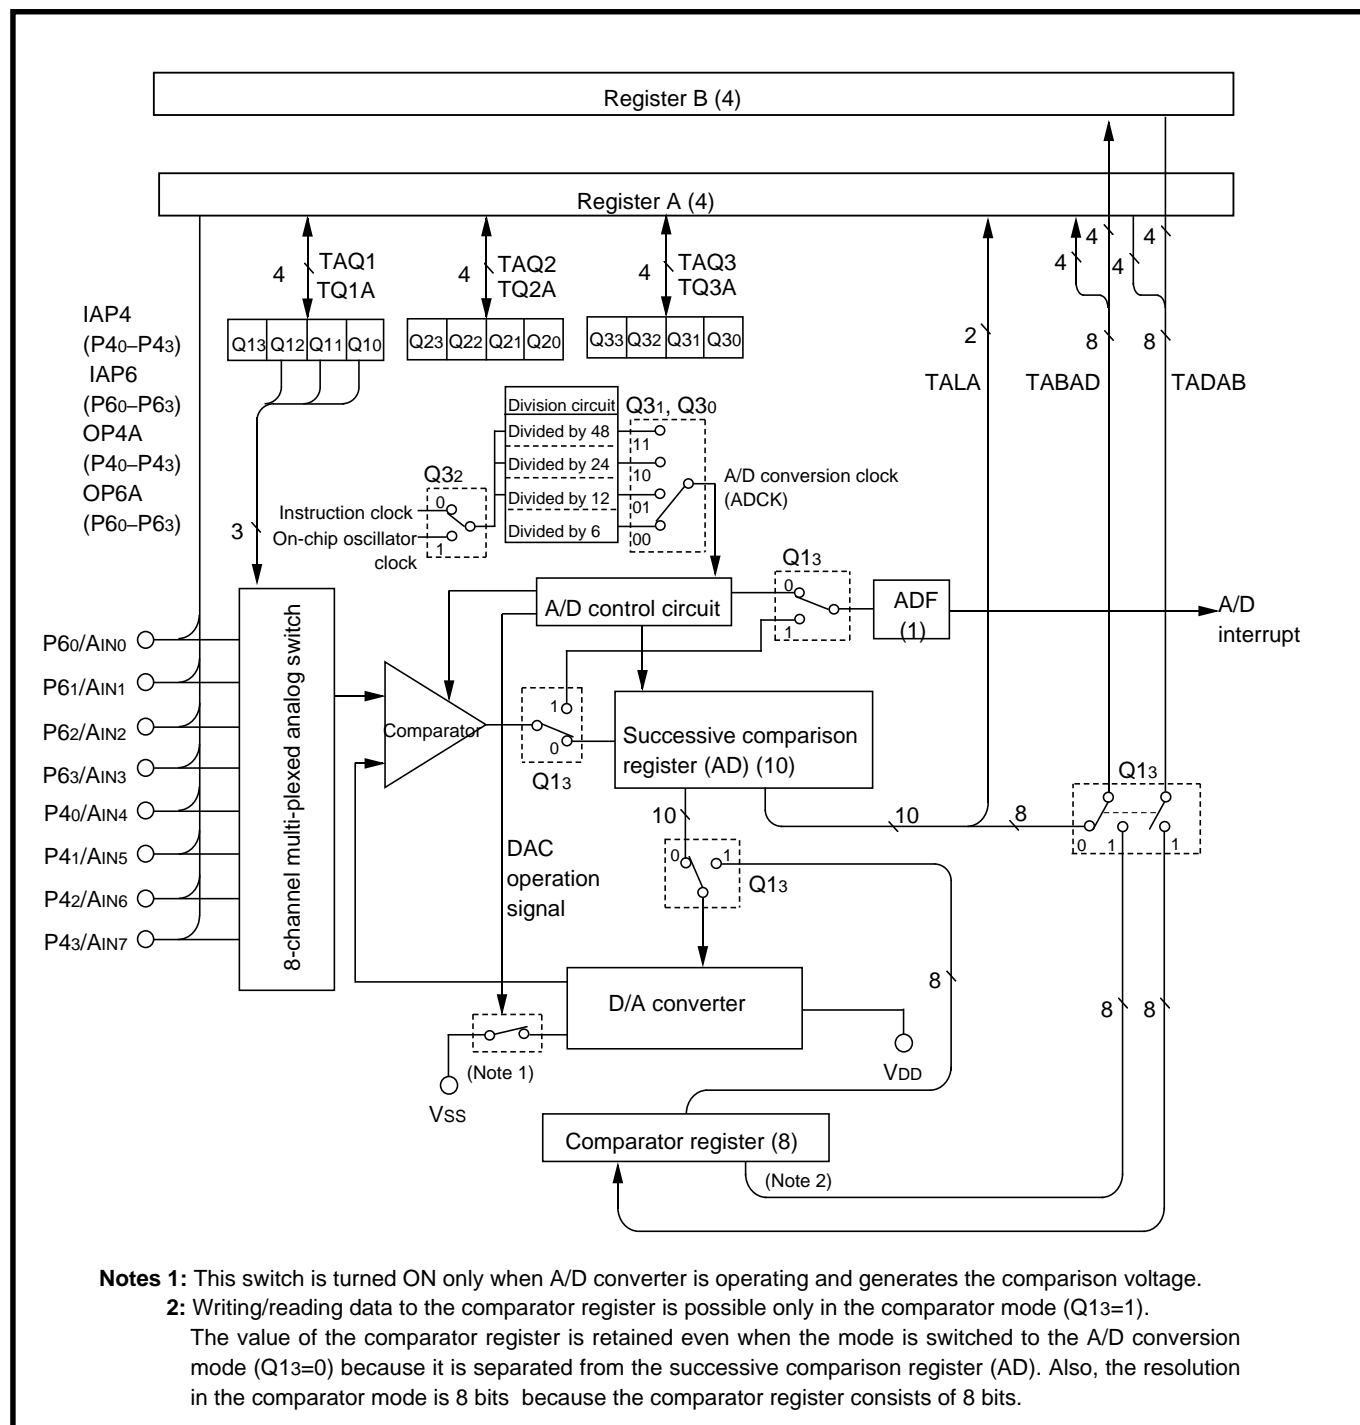 Register B (4)
Register A (4)
4
TAQ1
TQ1A
4
TAQ2
TQ2A
4
TAQ3
TQ3A
4
4
4
4
IAP4
(P40–P43)
IAP6
(P60–P63)
OP4A
(P40–P43)
OP6A
(P60–P63)
Q13 Q12 Q11 Q10
Q23 Q22 Q21 Q20
Q33 Q32 Q31 Q30
2
8
8
TALA
TABAD
TADAB
Division circuit
Divided by 48
Divided by 24
Divided by 12
Divided by 6
Q31, Q30
11
10
01
00
A/D conversion clock
(ADCK)
Q32
0
1
Instruction clock
On-chip oscillator
clock
3
A/D control circuit
Q13
0
1
ADF
(1)
A/D
interrupt
P60/AIN0
P61/AIN1
P62/AIN2
P63/AIN3
P40/AIN4
P41/AIN5
P42/AIN6
P43/AIN7
8-channel multi-plexed analog switch
Comparator
1
0
Q13
Successive comparison
register (AD) (10)
10
10
8
Q13
0
1
1
0
1
Q13
DAC
operation
signal
D/A converter
8
8
8
(Note 1)
VSS
VDD
Comparator register (8)
(Note 2)
Notes 1: This switch is turned ON only when A/D converter is operating and generates the comparison voltage.
2: Writing/reading data to the comparator register is possible only in the comparator mode (Q13=1).
The value of the comparator register is retained even when the mode is switched to the A/D conversion
mode (Q13=0) because it is separated from the successive comparison register (AD). Also, the resolution
in the comparator mode is 8 bits because the comparator register consists of 8 bits.